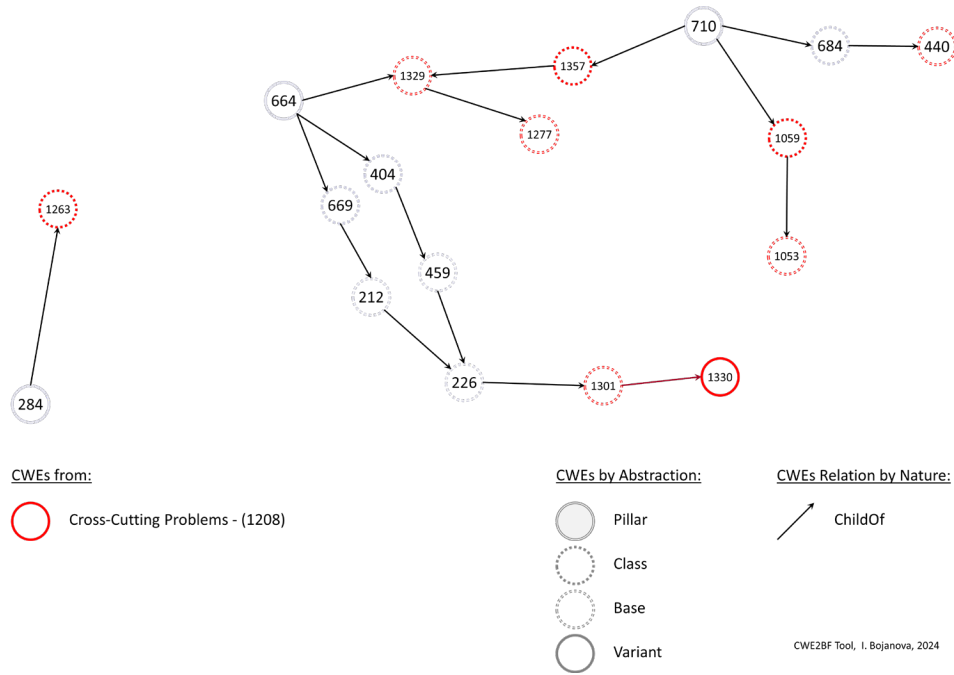 710
684
440
1357
1329
664
1277
1059
404
669
1263
1053
459
212
226
1301
1330
284
CWEs from:
CWEs by Abstraction:
CWEs Relation by Nature:
Cross-Cutting Problems - (1208)
Pillar
ChildOf
Class
Base
Variant
CWE2BF Tool, I. Bojanova, 2024